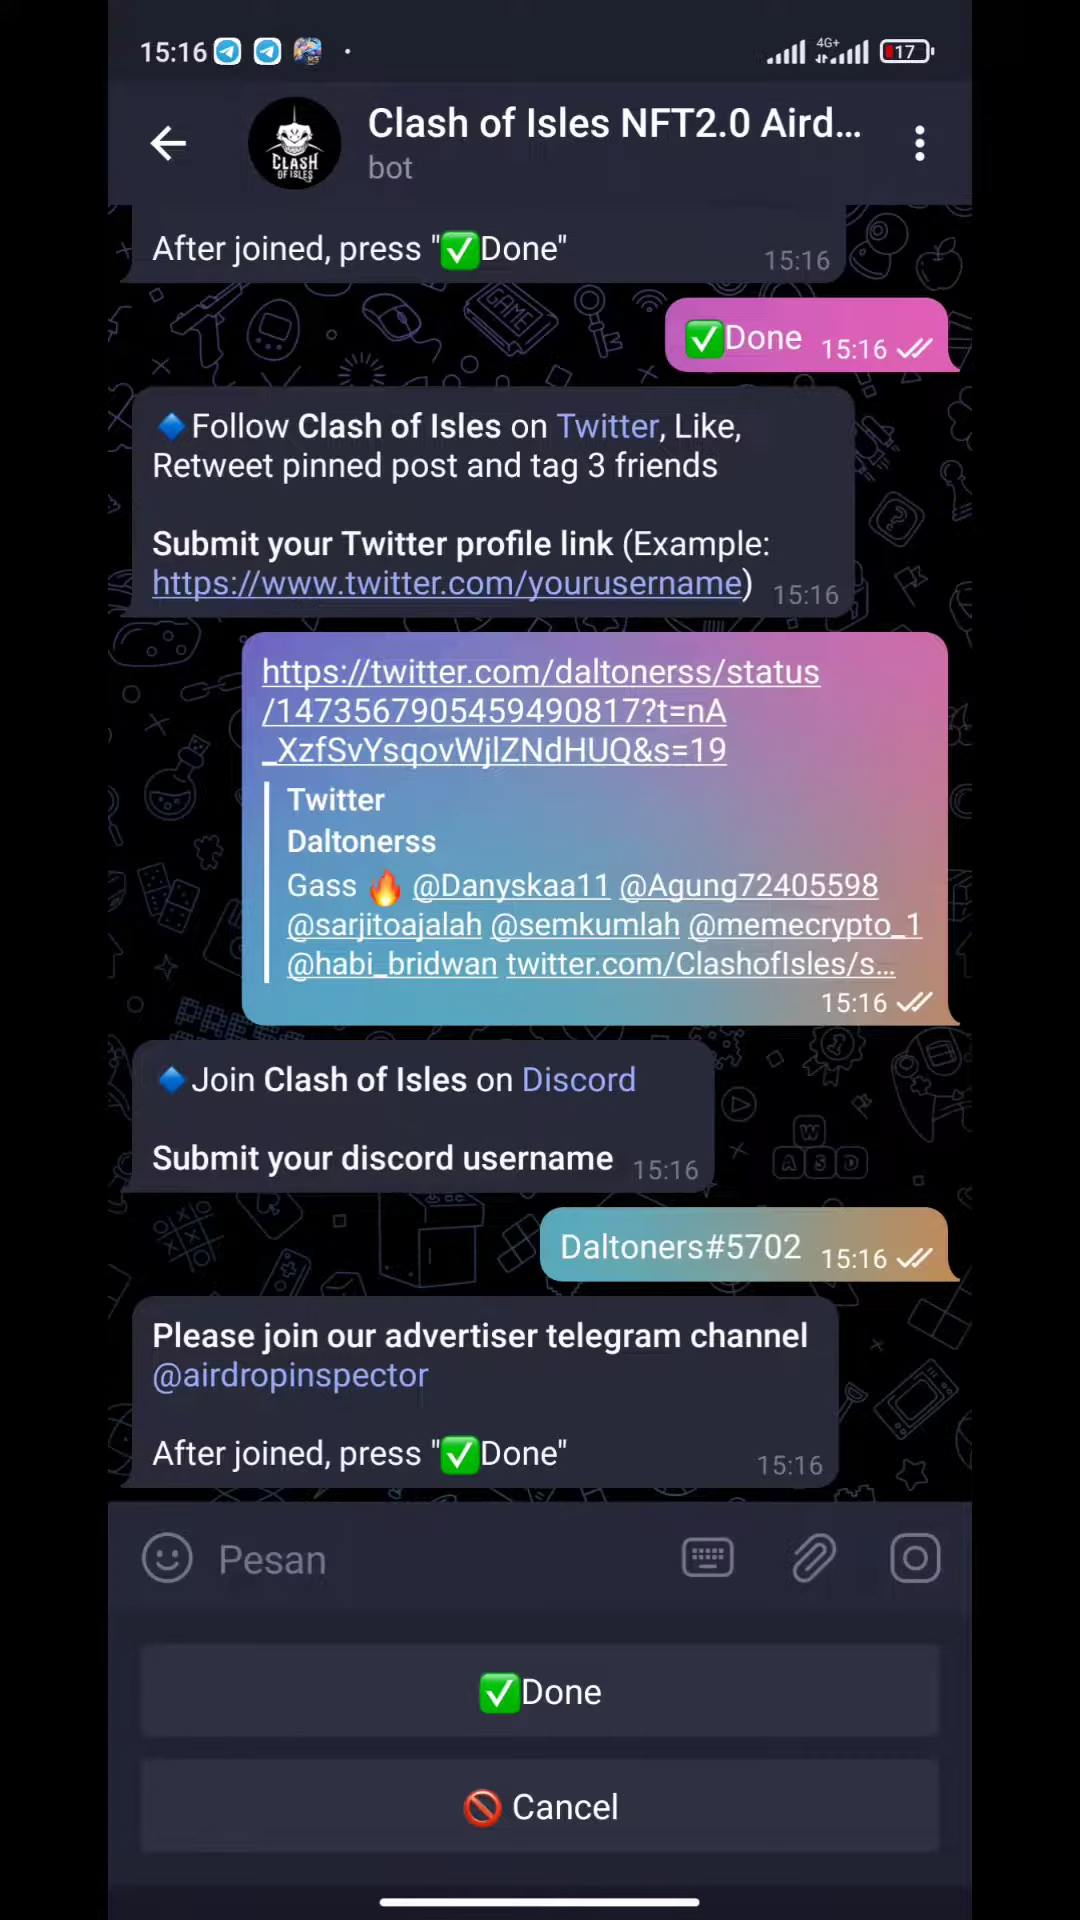 15:16
4G+
17
CLASH
OF ISLES
Clash of Isles NFT2.0 Aird...
bot
After joined, press "✅Done"
15:16
✅Done 15:16
🔹Follow Clash of Isles on Twitter, Like,
Retweet pinned post and tag 3 friends
Submit your Twitter profile link (Example:
https://www.twitter.com/yourusername) 15:16
https://twitter.com/daltonerss/status
/1473567905459490817?t=nA
_XzfSvYsqovWjlZNdHUQ&s=19
Twitter
Daltonerss
Gass 🔥 @Danyskaa11 @Agung72405598
@sarjitoajalah @semkumlah @memecrypto_1
@habi_bridwan twitter.com/ClashofIsles/s...
15:16
🔹Join Clash of Isles on Discord
Submit your discord username 15:16
Daltoners#5702 15:16
Please join our advertiser telegram channel
@airdropinspector
After joined, press "✅Done" 15:16
Pesan
✅Done
🚫 Cancel